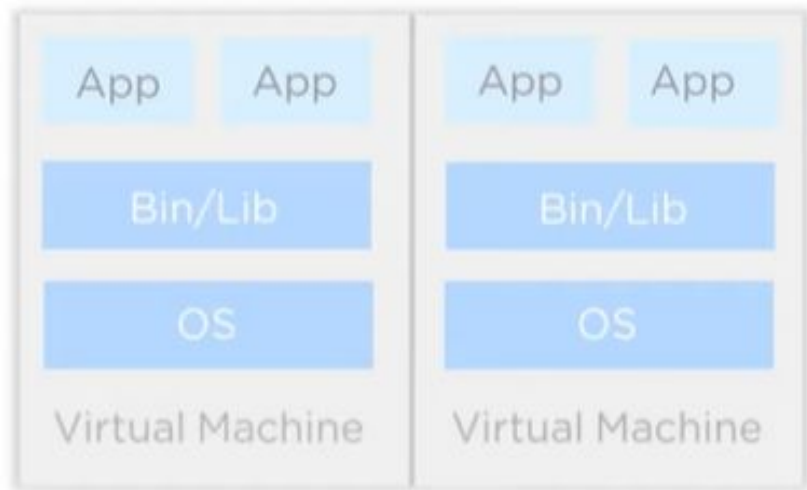 App App App App
Bin/Lib Bin/Lib
OS OS
Virtual Machine Virtual Machine